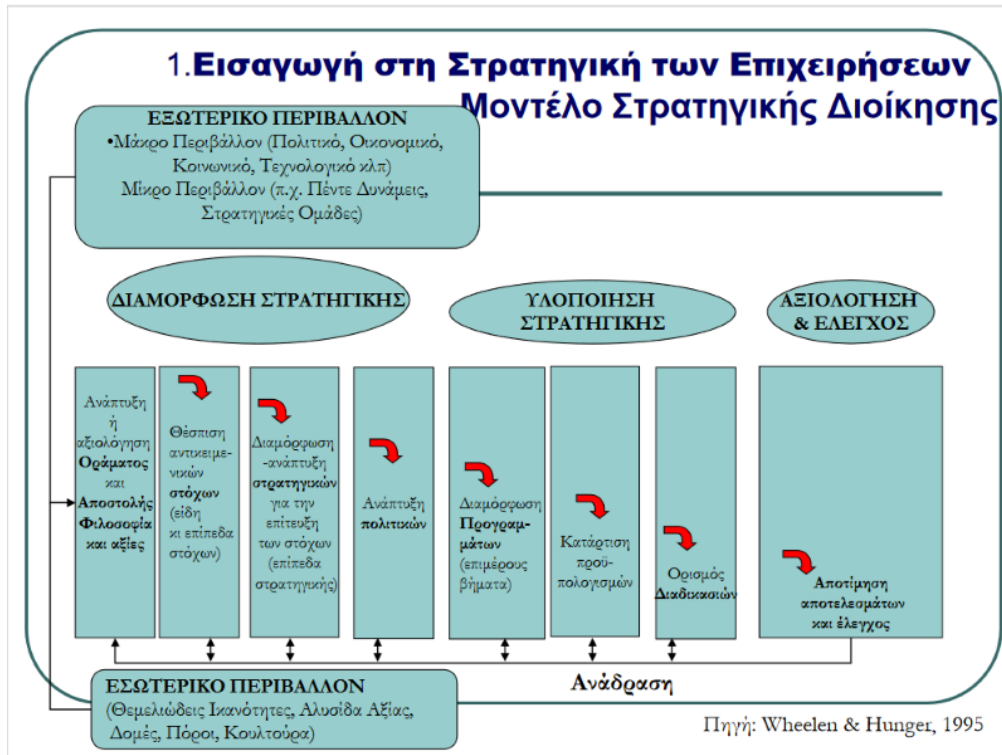 1.Εισαγωγή στη Στρατηγική των Επιχειρήσεων
Μοντέλο Στρατηγικής Διοίκησης
ΕΞΩΤΕΡΙΚΟ ΠΕΡΙΒΑΛΛΟΝ
•Μάκρο Περιβάλλον (Πολιτικό, Οικονομικό,
Κοινωνικό, Τεχνολογικό κλπ)
Μίκρο Περιβάλλον (π.χ. Πέντε Δυνάμεις,
Στρατηγικές Ομάδες)
ΔΙΑΜΟΡΦΩΣΗ ΣΤΡΑΤΗΓΙΚΗΣ
ΥΛΟΠΟΙΗΣΗ
ΣΤΡΑΤΗΓΙΚΗΣ
ΑΞΙΟΛΟΓΗΣΗ
& ΕΛΕΓΧΟΣ
Ανάπτυξη
ή
αξιολόγηση
Οράματος
και
Αποστολής
Φιλοσοφία
και αξίες
Θέσπιση
αντικειμε-
νικών
στόχων
(είδη
κι επίπεδα
στόχων)
Διαμόρφωση
-ανάπτυξη
στρατηγικών
για την
επίτευξη
των στόχων
(επίπεδα
στρατηγικής)
Ανάπτυξη
πολιτικών
Διαμόρφωση
Προγραμ-
μάτων
(επιμέρους
βήματα)
Κατάρτιση
προϋ-
πολογισμών
Ορισμός
Διαδικασιών
Αποτίμηση
αποτελεσμάτων
και έλεγχος
Ανάδραση
ΕΣΩΤΕΡΙΚΟ ΠΕΡΙΒΑΛΛΟΝ
(Θεμελιώδεις Ικανότητες, Αλυσίδα Αξίας,
Δομές, Πόροι, Κουλτούρα)
Πηγή: Wheelen & Hunger, 1995